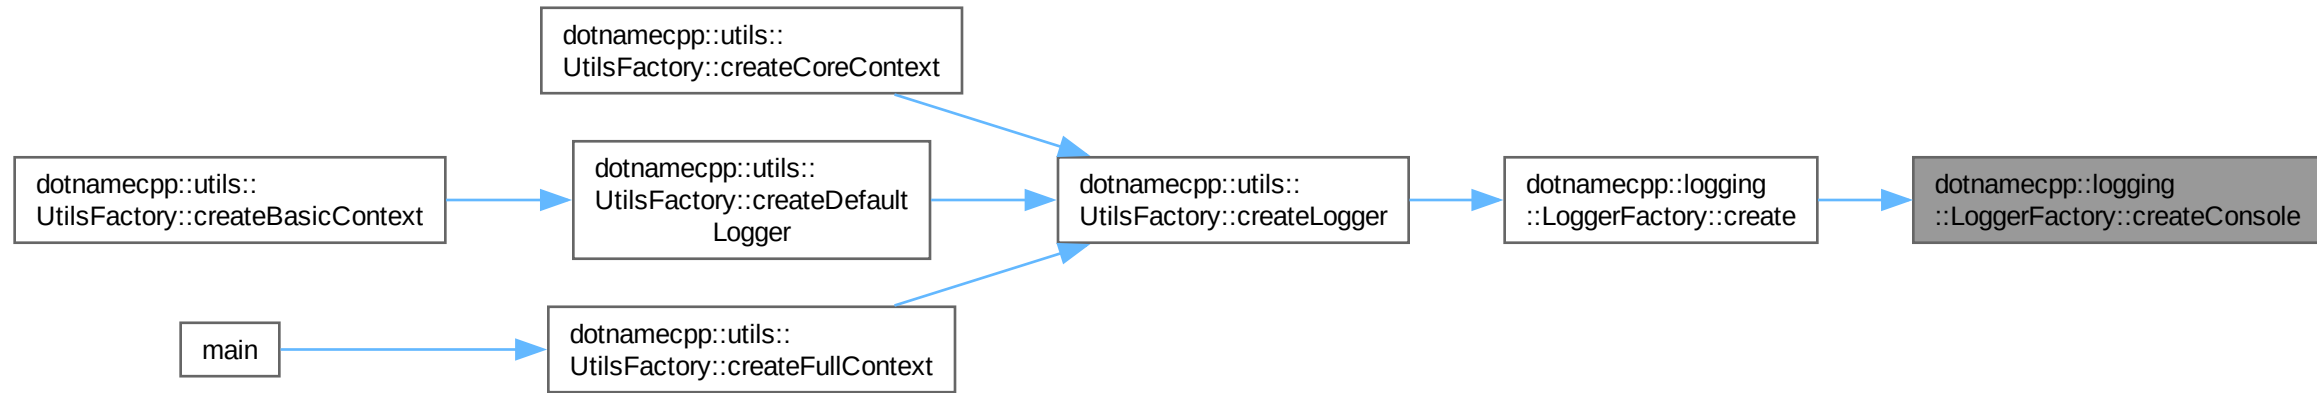 dotnamecpp::utils::
UtilsFactory::createCoreContext
dotnamecpp::utils::
UtilsFactory::createBasicContext
dotnamecpp::utils::
UtilsFactory::createDefault
Logger
dotnamecpp::utils::
UtilsFactory::createLogger
dotnamecpp::logging
::LoggerFactory::create
dotnamecpp::logging
::LoggerFactory::createConsole
main
dotnamecpp::utils::
UtilsFactory::createFullContext